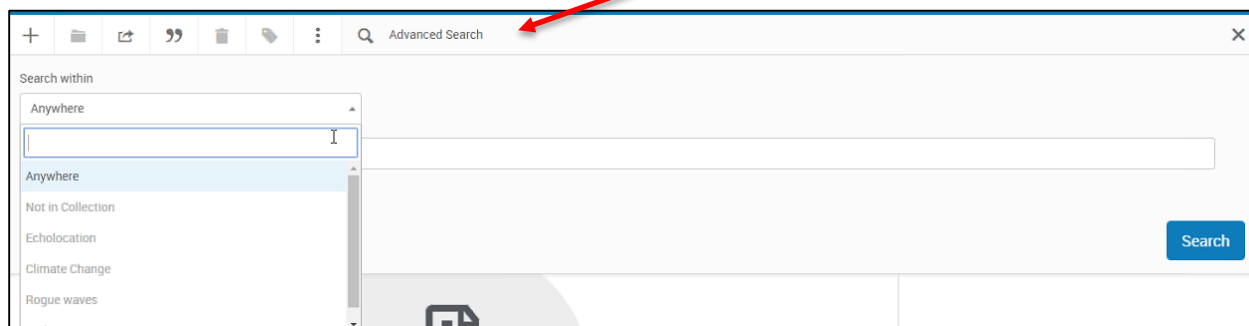 Advanced Search
Search within
Anywhere
Anywhere
Not in Collection
Echolocation
Search
Climate Change
Rogue waves